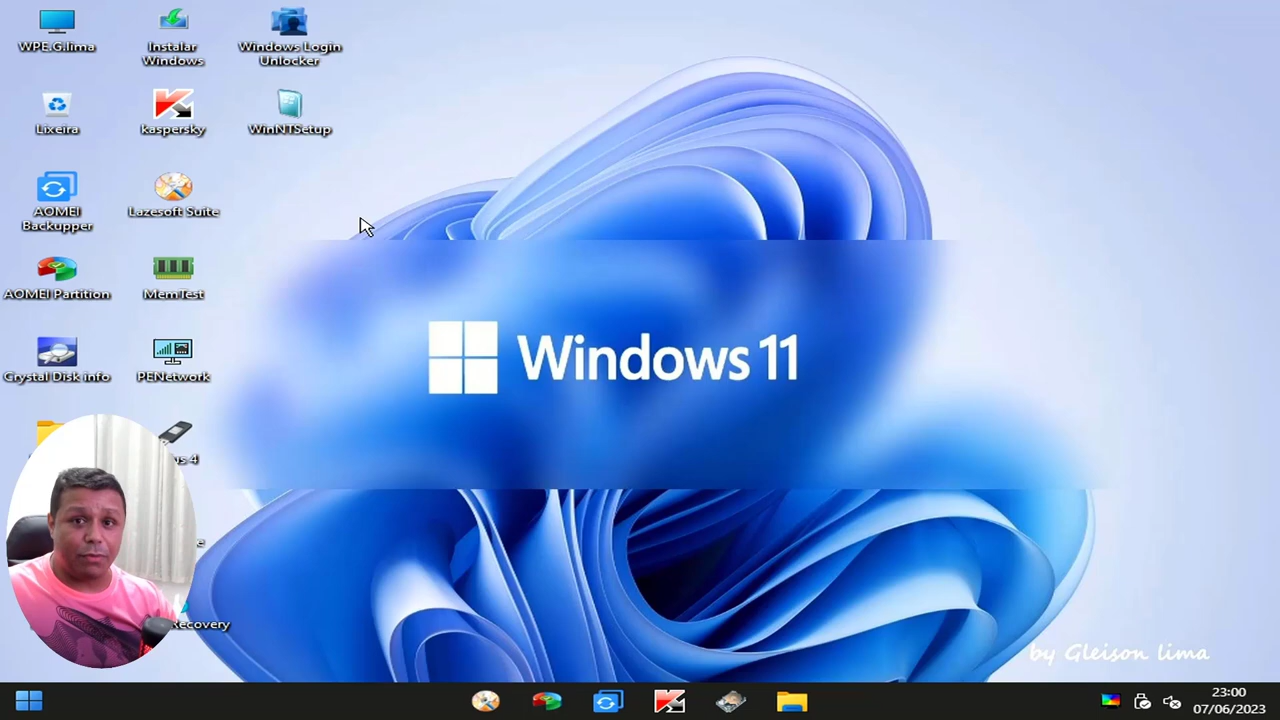 WPE.G.lima
Instalar
Windows
Windows Login
Unlocker
Lixeira
kaspersky
WinNTSetup
AOMEI
Backupper
Lazesoft Suite
AOMEI Partition
MemTest
Crystal Disk info
PENetwork
Windows 11
Recovery
by Gleison lima
23:00
07/06/2023